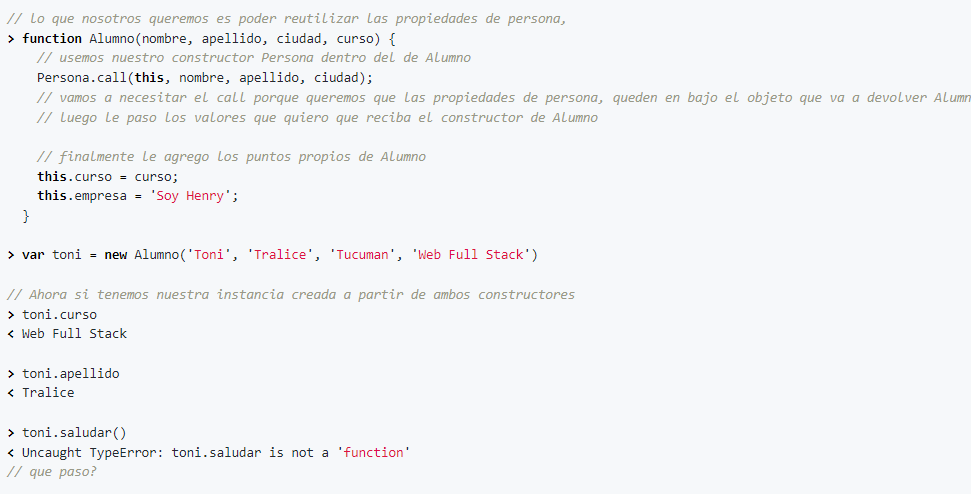 // lo que nosotros queremos es poder reutilizar las propiedades de persona,
> function Alumno(nombre, apellido, ciudad, curso) {
// usemos nuestro constructor Persona dentro del de Alumno
Persona.call(this, nombre, apellido, ciudad);
// vamos a necesitar el call porque queremos que las propiedades de persona, queden en bajo el objeto que va a devolver Alumn
// luego le paso los valores que quiero que reciba el constructor de Alumno
// finalmente le agrego los puntos propios de Alumno
this.curso = curso;
this.empresa = 'Soy Henry';
}
> var toni = new Alumno('Toni', 'Tralice', 'Tucuman', 'Web Full Stack')
// Ahora si tenemos nuestra instancia creada a partir de ambos constructores
> toni.curso
< Web Full Stack
> toni.apellido
< Tralice
> toni.saludar()
< Uncaught TypeError: toni.saludar is not a 'function'
// que paso?